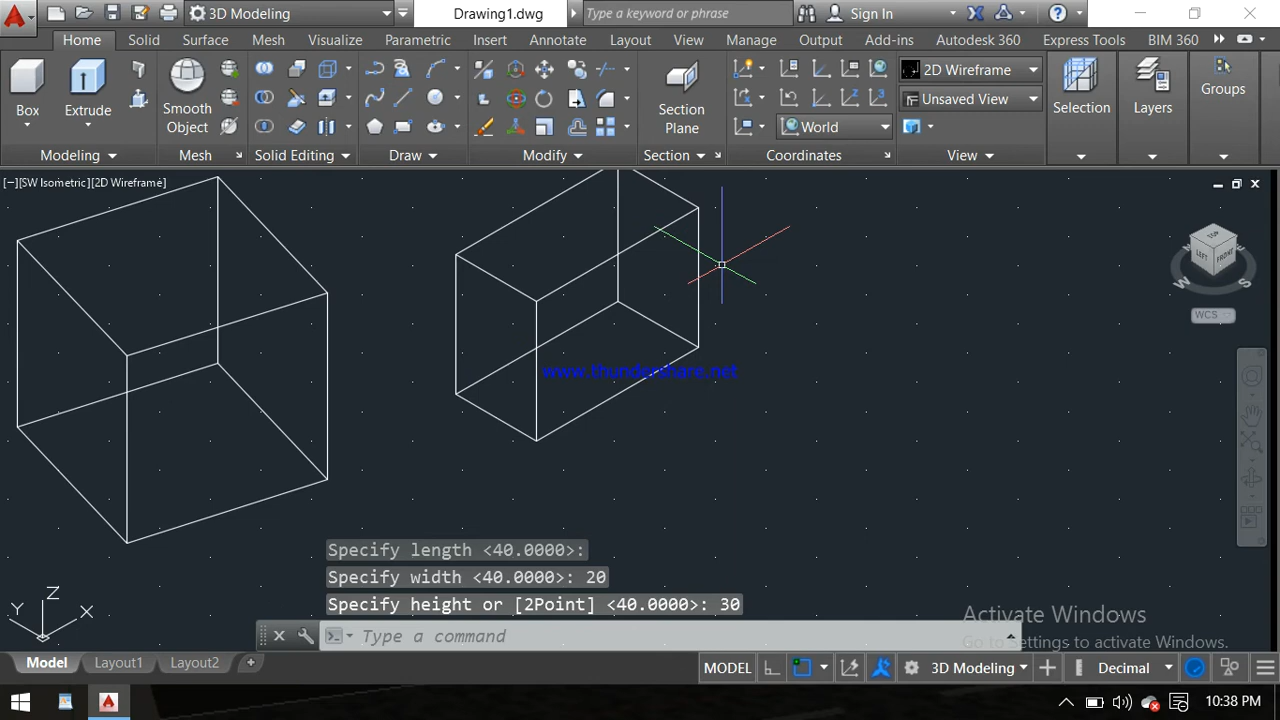 3D Modeling
Drawing1.dwg
Type a keyword or phrase
Sign In
Home
Solid
Surface
Mesh
Visualize
Parametric
Insert
Annotate
Layout
View
Manage
Output
Add-ins
Autodesk 360
Express Tools
BIM 360
Box
Extrude
Smooth
Object
Section
Plane
2D Wireframe
Unsaved View
World
Selection
Layers
Groups
Modeling
Mesh
Solid Editing
Draw
Modify
Section
Coordinates
View
[−][SW Isometric][2D Wireframe]
TOP
LEFT
FRONT
W
S
WCS
www.thundershare.net
Specify length <40.0000>:
Specify width <40.0000>: 20
Specify height or [2Point] <40.0000>: 30
Type a command
Z
Y
X
Activate Windows
Go to Settings to activate Windows.
Model
Layout1
Layout2
MODEL
3D Modeling
Decimal
10:38 PM